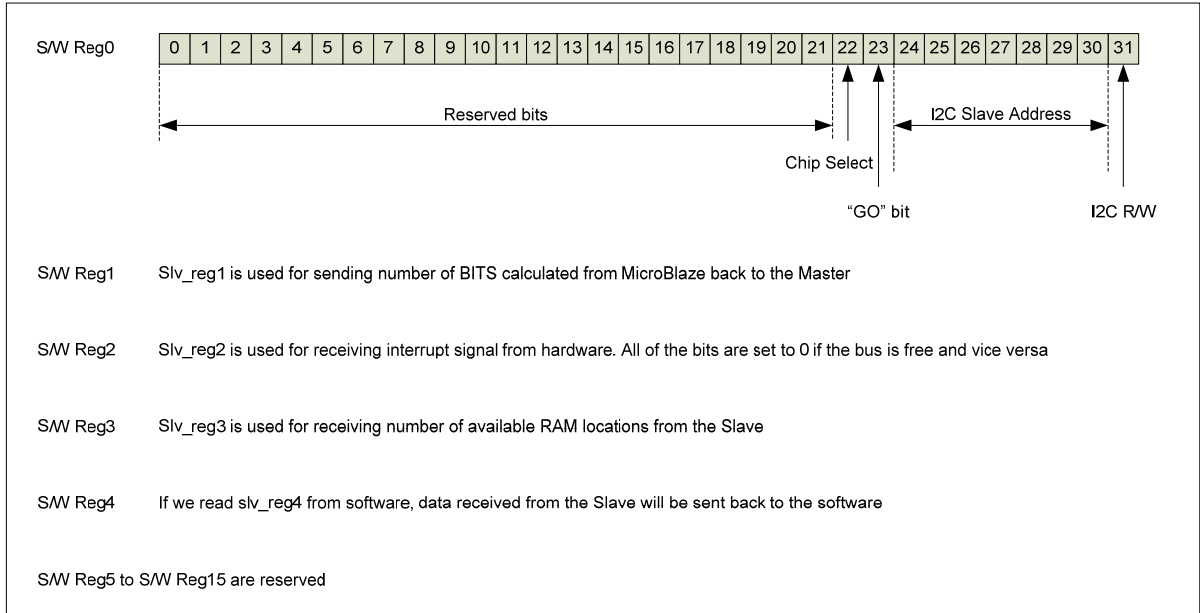 S/W Reg0 0 1 2 3 4 5 6 7 8 9 10 11 12 13 14 15 16 17 18 19 20 21 22 23 24 25 26 27 28 29 30 31
Reserved bits I2C Slave Address
Chip Select
“GO” bit I2C R/W
S/W Reg1 Slv_reg1 is used for sending number of BITS calculated from MicroBlaze back to the Master
S/W Reg2 Slv_reg2 is used for receiving interrupt signal from hardware. All of the bits are set to 0 if the bus is free and vice versa
S/W Reg3 Slv_reg3 is used for receiving number of available RAM locations from the Slave
S/W Reg4 If we read slv_reg4 from software, data received from the Slave will be sent back to the software
S/W Reg5 to S/W Reg15 are reserved